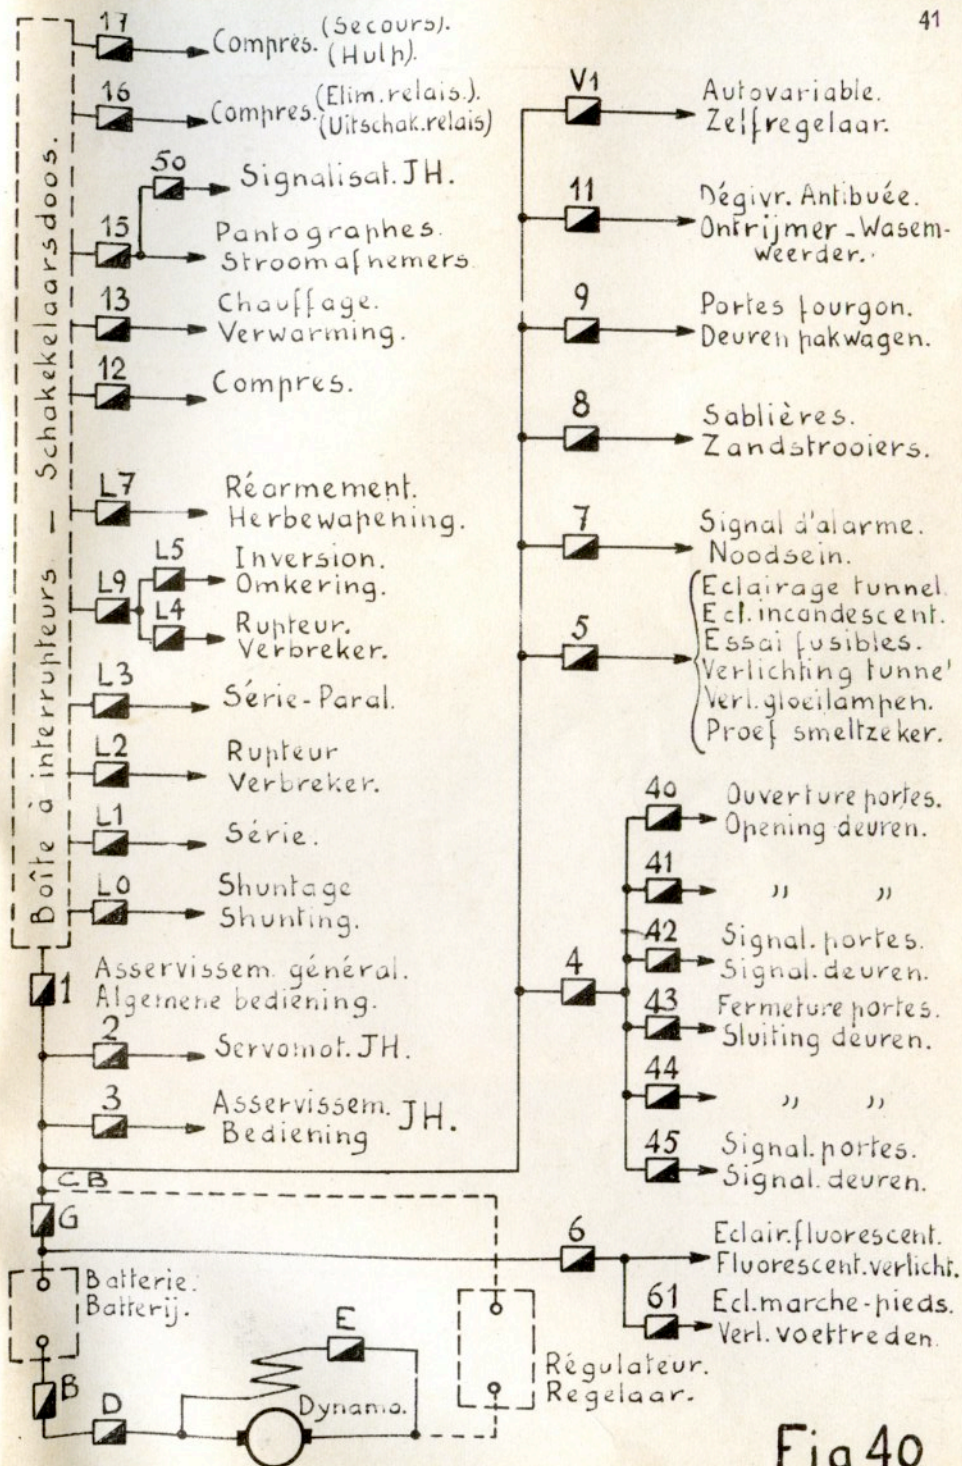 41
17
Compres. (Secours).
(Hulp).
16
Compres. (Elim.relais.).
(Uitschak.relais)
50
Signalisat. JH.
15
Pantographes.
Stroomafnemers.
13
Chauffage.
Verwarming.
12
Compres.
L7
Réarmement.
Herbewapening.
L9
L5
Inversion.
Omkering.
L4
Rupteur.
Verbreker.
L3
Série-Paral.
L2
Rupteur
Verbreker.
L1
Série.
L0
Shuntage
Shunting.
Boîte à interrupteurs. — Schakekelaarsdoos.
1
Asservissem. général.
Algemene bediening.
2
Servomot. JH.
3
Asservissem. JH.
Bediening
C B
G
Batterie.
Batterij.
B
D
E
Dynamo.
Régulateur.
Regelaar.
V1
Autovariable.
Zelfregelaar.
11
Dégivr. Antibuée.
Ontrijmer - Wasem-
weerder.
9
Portes fourgon.
Deuren pakwagen.
8
Sablières.
Zandstrooiers.
7
Signal d'alarme.
Noodsein.
5
Eclairage tunnel.
Ecl. incandescent.
Essai fusibles.
Verlichting tunnel
Verl. gloeilampen.
Proef smeltzeker.
4
40
Ouverture portes.
Opening deuren.
41
,, ,,
42
Signal. portes.
Signal. deuren.
43
Fermeture portes.
Sluiting deuren.
44
,, ,,
45
Signal. portes.
Signal. deuren.
6
Eclair. fluorescent.
Fluorescent. verlicht.
61
Ecl. marche-pieds.
Verl. voettreden.
Fig 40